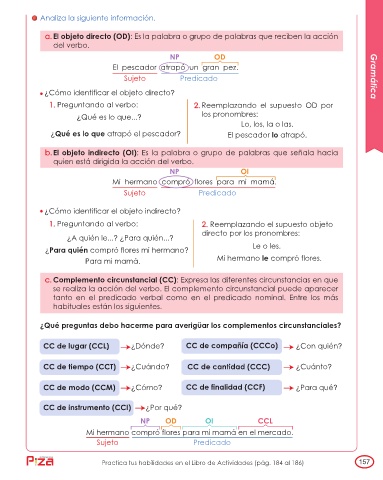 Analiza la siguiente información.
a. El objeto directo (OD): Es la palabra o grupo de palabras que reciben la acción
del verbo.
NP OD
El pescador atrapó un gran pez.
Sujeto Predicado
• ¿Cómo identificar el objeto directo?
1. Preguntando al verbo:
¿Qué es lo que...?
¿Qué es lo que atrapó el pescador?
2. Reemplazando el supuesto OD por
los pronombres:
Lo, los, la o las.
El pescador lo atrapó.
Gramática
b. El objeto indirecto (OI): Es la palabra o grupo de palabras que señala hacia
quien está dirigida la acción del verbo.
NP OI
Mi hermano compró flores para mi mamá.
Sujeto Predicado
• ¿Cómo identificar el objeto indirecto?
1. Preguntando al verbo:
¿A quién le...? ¿Para quién...?
¿Para quién compró flores mi hermano?
Para mi mamá.
2. Reemplazando el supuesto objeto
directo por los pronombres:
Le o les.
Mi hermano le compró flores.
c. Complemento circunstancial (CC): Expresa las diferentes circunstancias en que
se realiza la acción del verbo. El complemento circunstancial puede aparecer
tanto en el predicado verbal como en el predicado nominal. Entre los más
habituales están los siguientes.
¿Qué preguntas debo hacerme para averigüar los complementos circunstanciales?
CC de lugar (CCL) → ¿Dónde? CC de compañía (CCCo) → ¿Con quién?
CC de tiempo (CCT) → ¿Cuándo? CC de cantidad (CCC) → ¿Cuánto?
CC de modo (CCM) → ¿Cómo? CC de finalidad (CCF) → ¿Para qué?
CC de instrumento (CCI) → ¿Por qué?
NP OD OI CCL
Mi hermano compró flores para mi mamá en el mercado.
Sujeto Predicado
Practica tus habilidades en el Libro de Actividades (pág. 184 al 186)
157